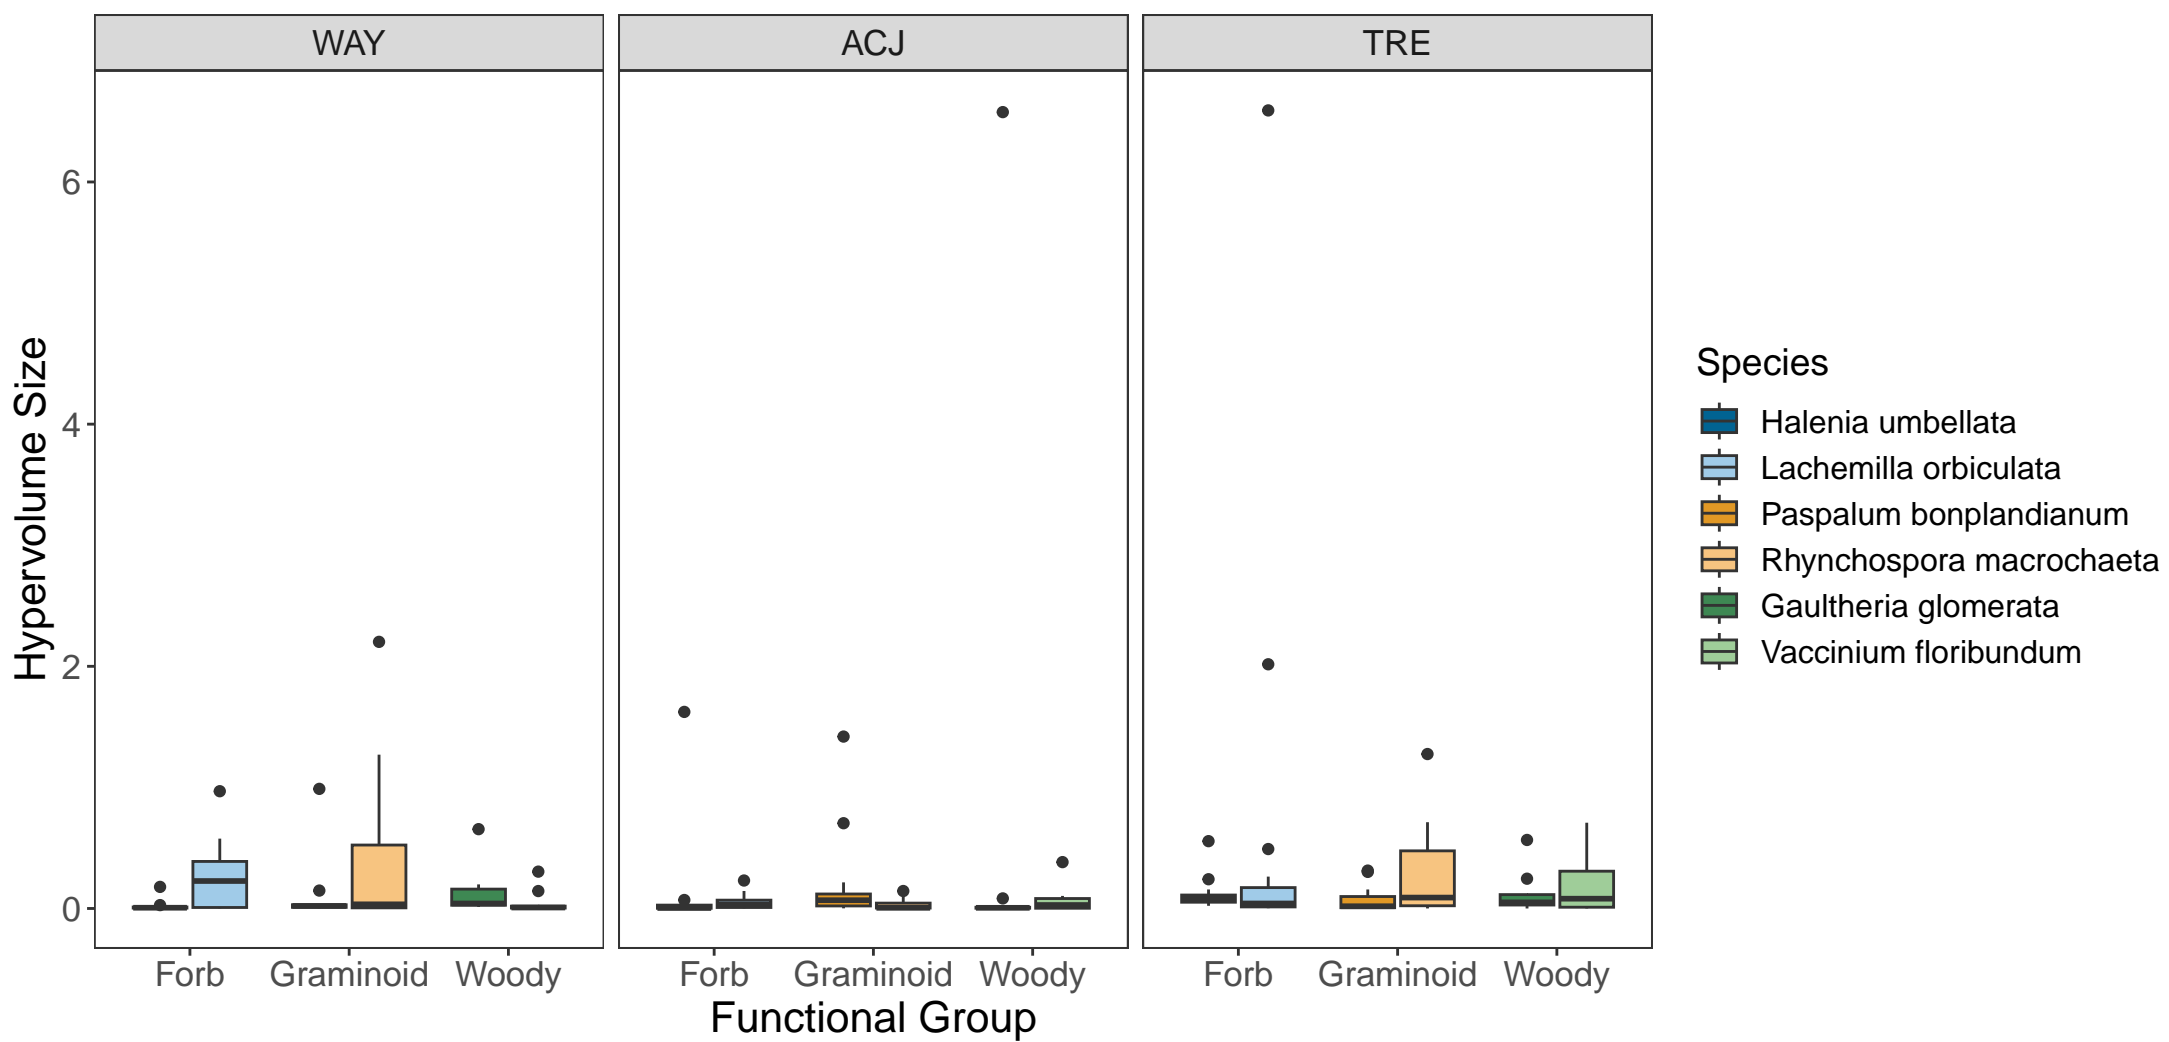 WAY
ACJ
TRE
Hypervolume Size
6
4
2
0
Forb Graminoid Woody
Forb Graminoid Woody
Forb Graminoid Woody
Functional Group
Species
Halenia umbellata
Lachemilla orbiculata
Paspalum bonplandianum
Rhynchospora macrochaeta
Gaultheria glomerata
Vaccinium floribundum